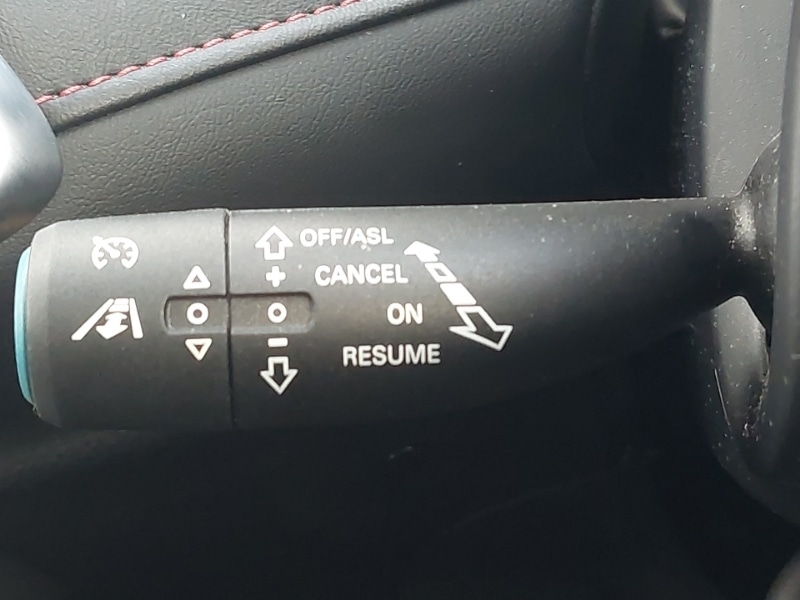 OFF/ASL
+ CANCEL
ON
- RESUME